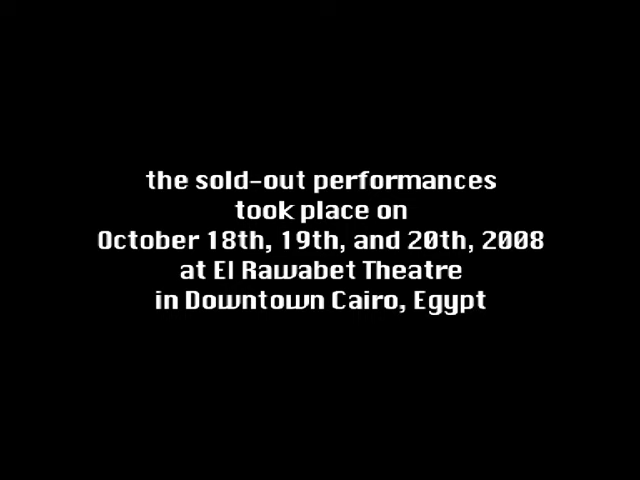 the sold-out performances
took place on
October 18th, 19th, and 20th, 2008
at El Rawabet Theatre
in Downtown Cairo, Egypt